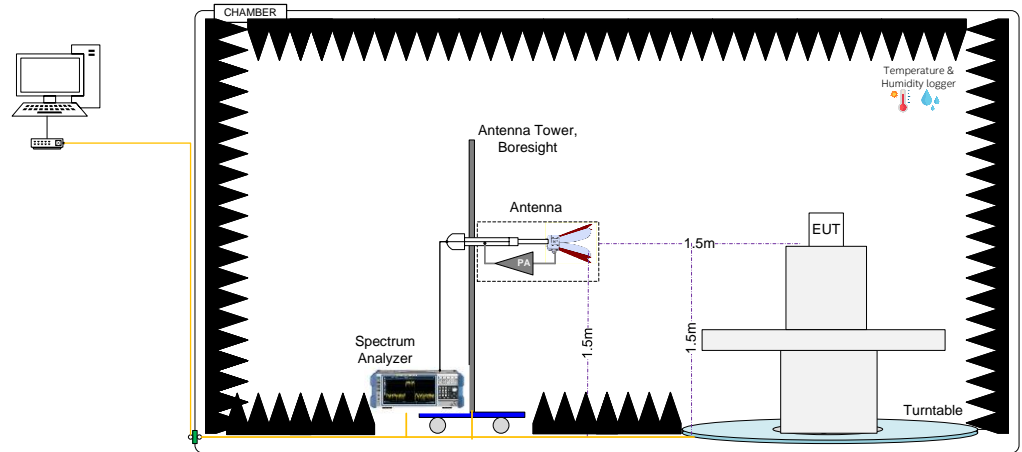 CHAMBER
Temperature &
Humidity logger
Antenna Tower,
Boresight
Antenna
EUT
1.5m
PA
1.5m
1.5m
Spectrum
Analyzer
Turntable